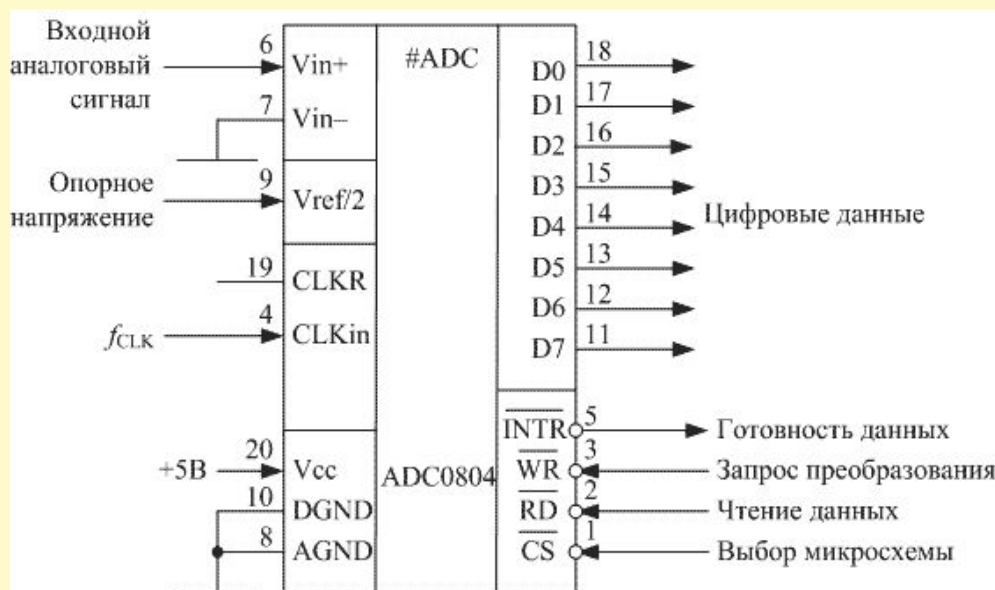 Входной
аналоговый
сигнал
6
Vin+
7
Vin–
Опорное
напряжение
9
Vref/2
19
CLKR
4
fCLK
CLKin
20
+5В
Vcc
10
DGND
8
AGND
#ADC
ADC0804
D0
18
D1
17
D2
16
D3
15
D4
14
D5
13
D6
12
D7
11
Цифровые данные
INTR
5
Готовность данных
WR
3
Запрос преобразования
RD
2
Чтение данных
CS
1
Выбор микросхемы